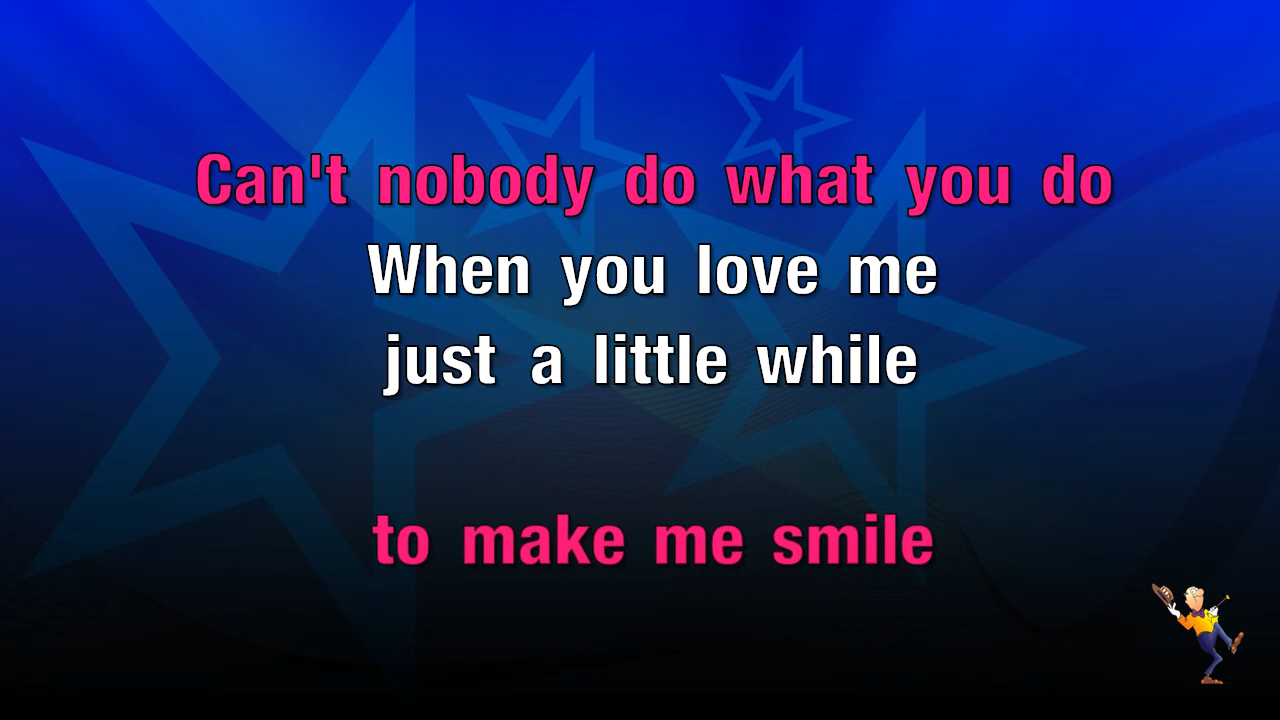 Can't nobody do what you do
When you love me
just a little while
to make me smile